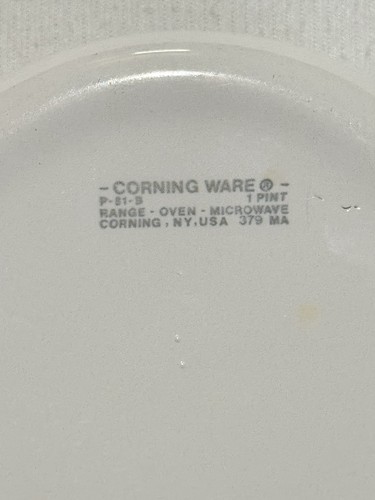 - CORNING WARE ® -
P-81-B 1 PINT
RANGE - OVEN - MICROWAVE
CORNING, NY, USA 379 MA